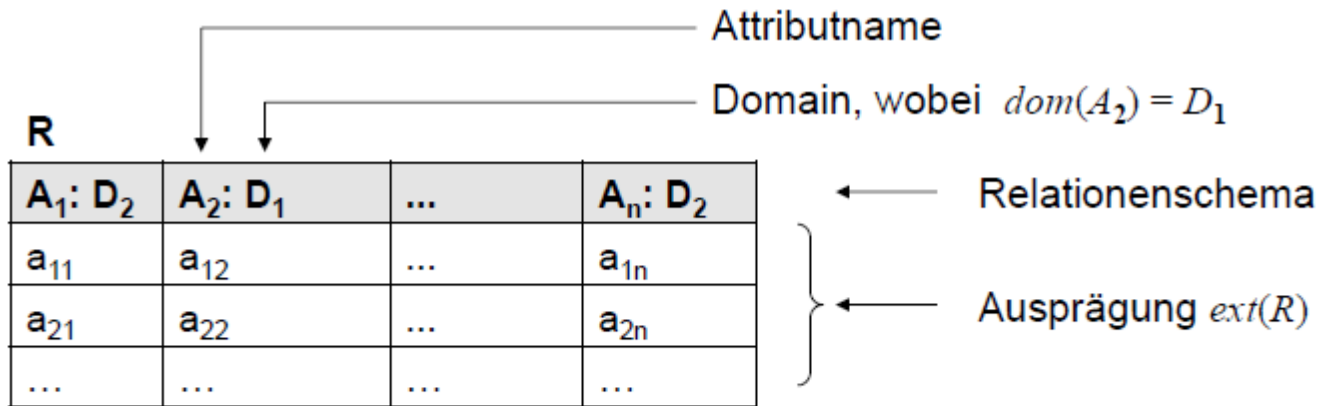 Attributname
Domain, wobei dom(A₂) = D₁
R
A₁: D₂ A₂: D₁ ... Aₙ: D₂
Relationenschema
a₁₁ a₁₂ ... a₁ₙ
a₂₁ a₂₂ ... a₂ₙ
Ausprägung ext(R)
... ... ... ...